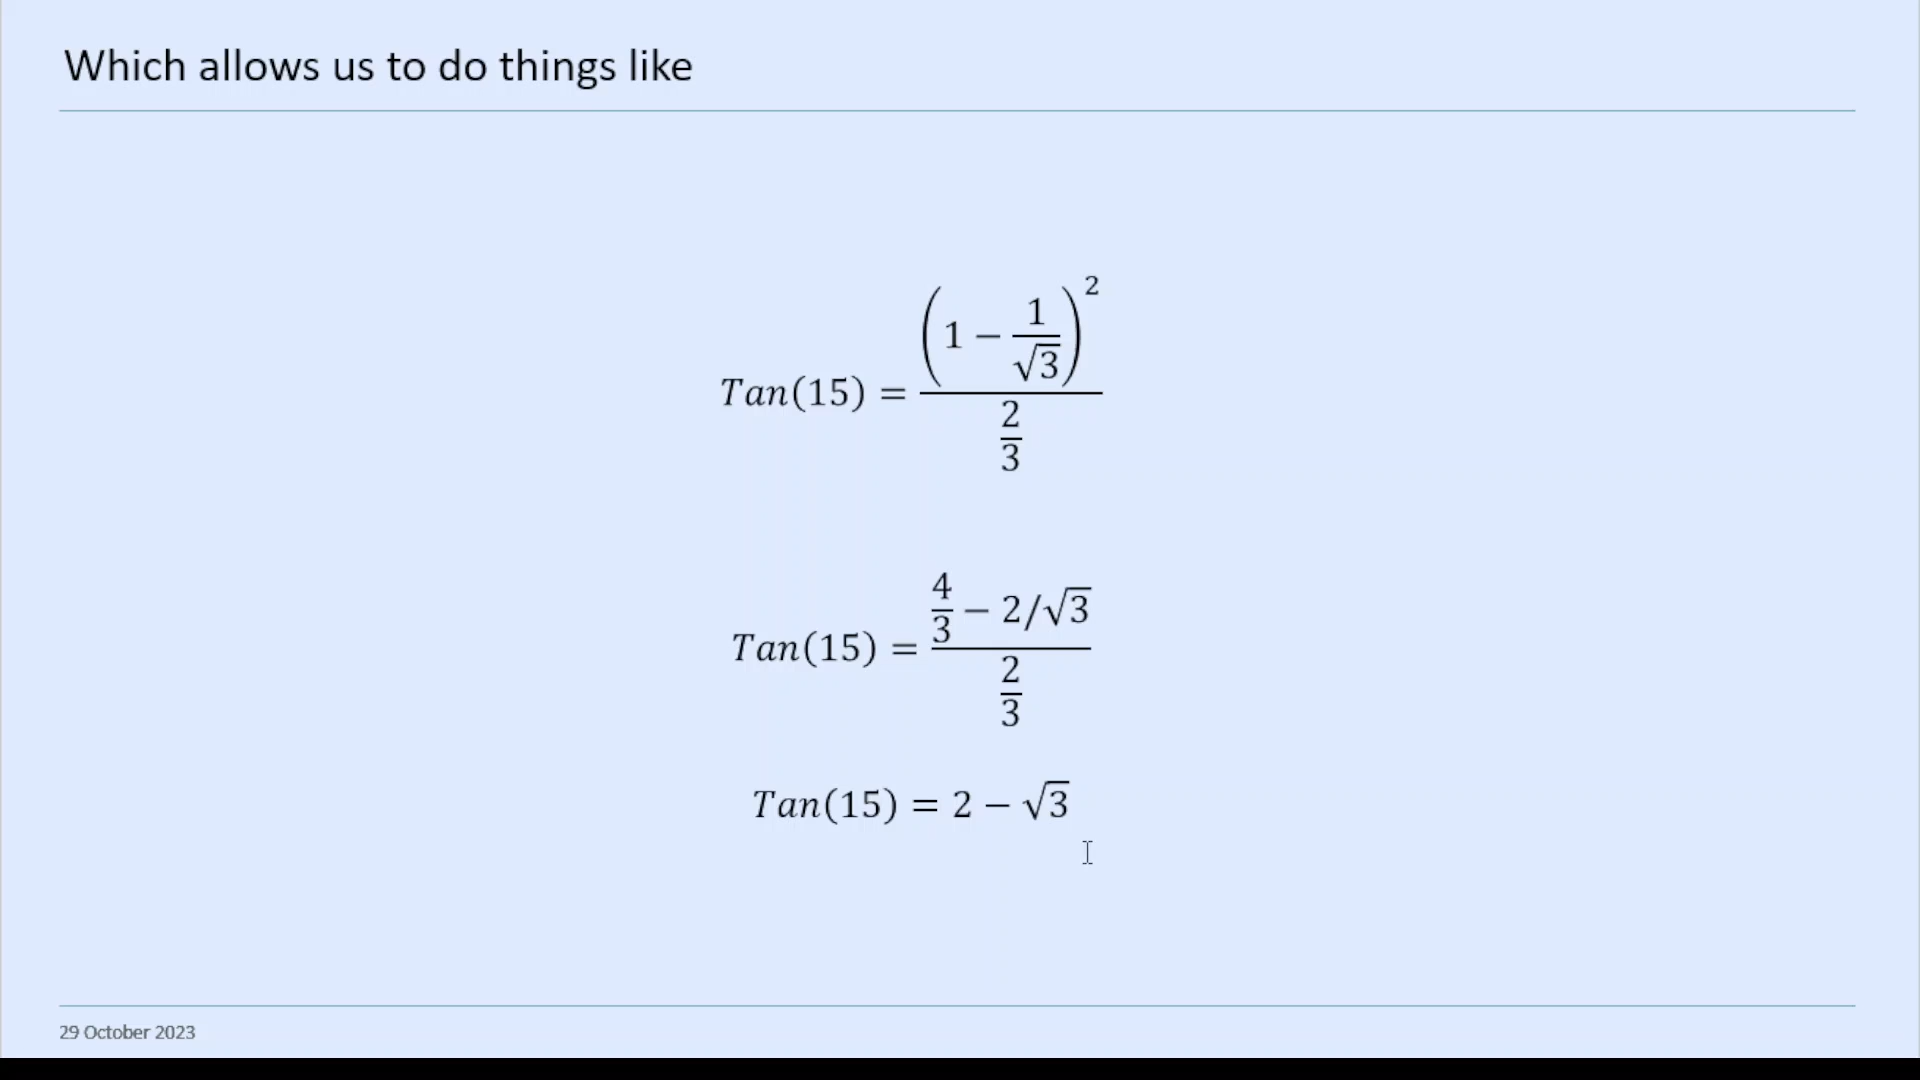 Which allows us to do things like
Tan(15) = (1 − 1/√3)² / (2/3)
Tan(15) = (4/3 − 2/√3) / (2/3)
Tan(15) = 2 − √3
29 October 2023